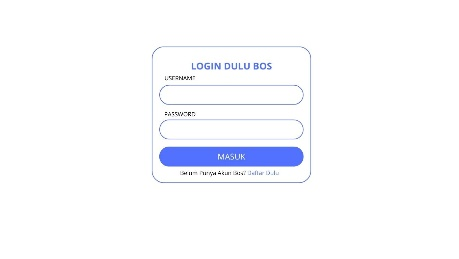 LOGIN DULU BOS
USERNAME
PASSWORD
MASUK
Belum Punya Akun Bos? Daftar Dulu